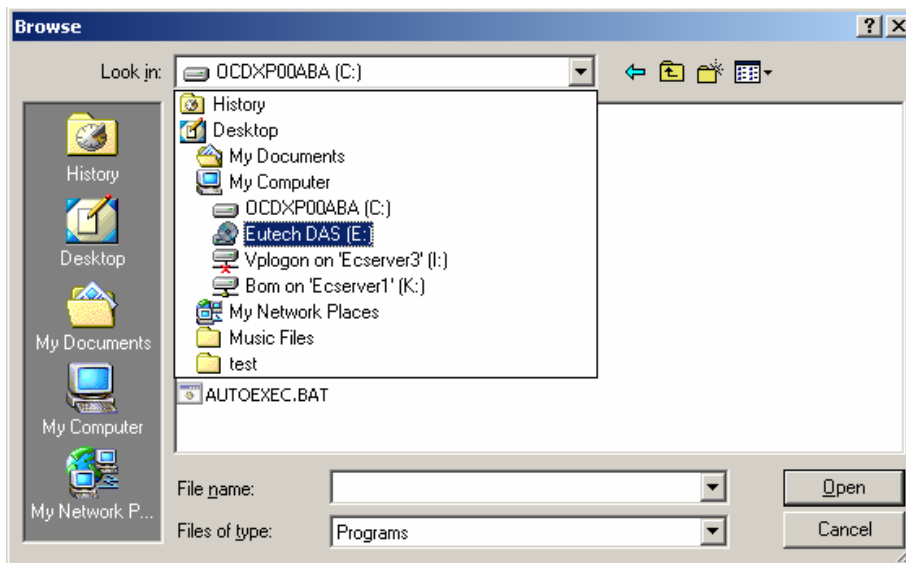 Browse
Look in:
OCDXP00ABA (C:)
History
Desktop
My Documents
My Computer
OCDXP00ABA (C:)
Eutech DAS (E:)
Vplogon on 'Ecserver3' (I:)
Bom on 'Ecserver1' (K:)
My Network Places
Music Files
test
AUTOEXEC.BAT
History
Desktop
My Documents
My Computer
My Network P...
File name:
Open
Files of type:
Programs
Cancel